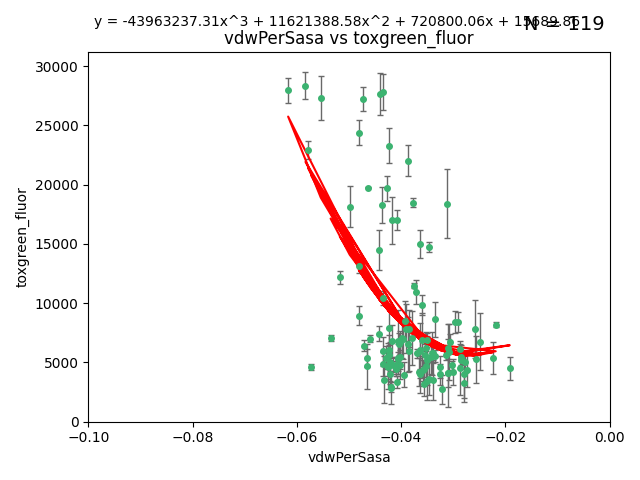 y = -43963237.31x^3 + 11621388.58x^2 + 720800.06x + 15689.86
N = 119
vdwPerSasa vs toxgreen_fluor
30000
25000
20000
15000
10000
5000
0
toxgreen_fluor
−0.10 −0.08 −0.06 −0.04 −0.02 0.00
vdwPerSasa